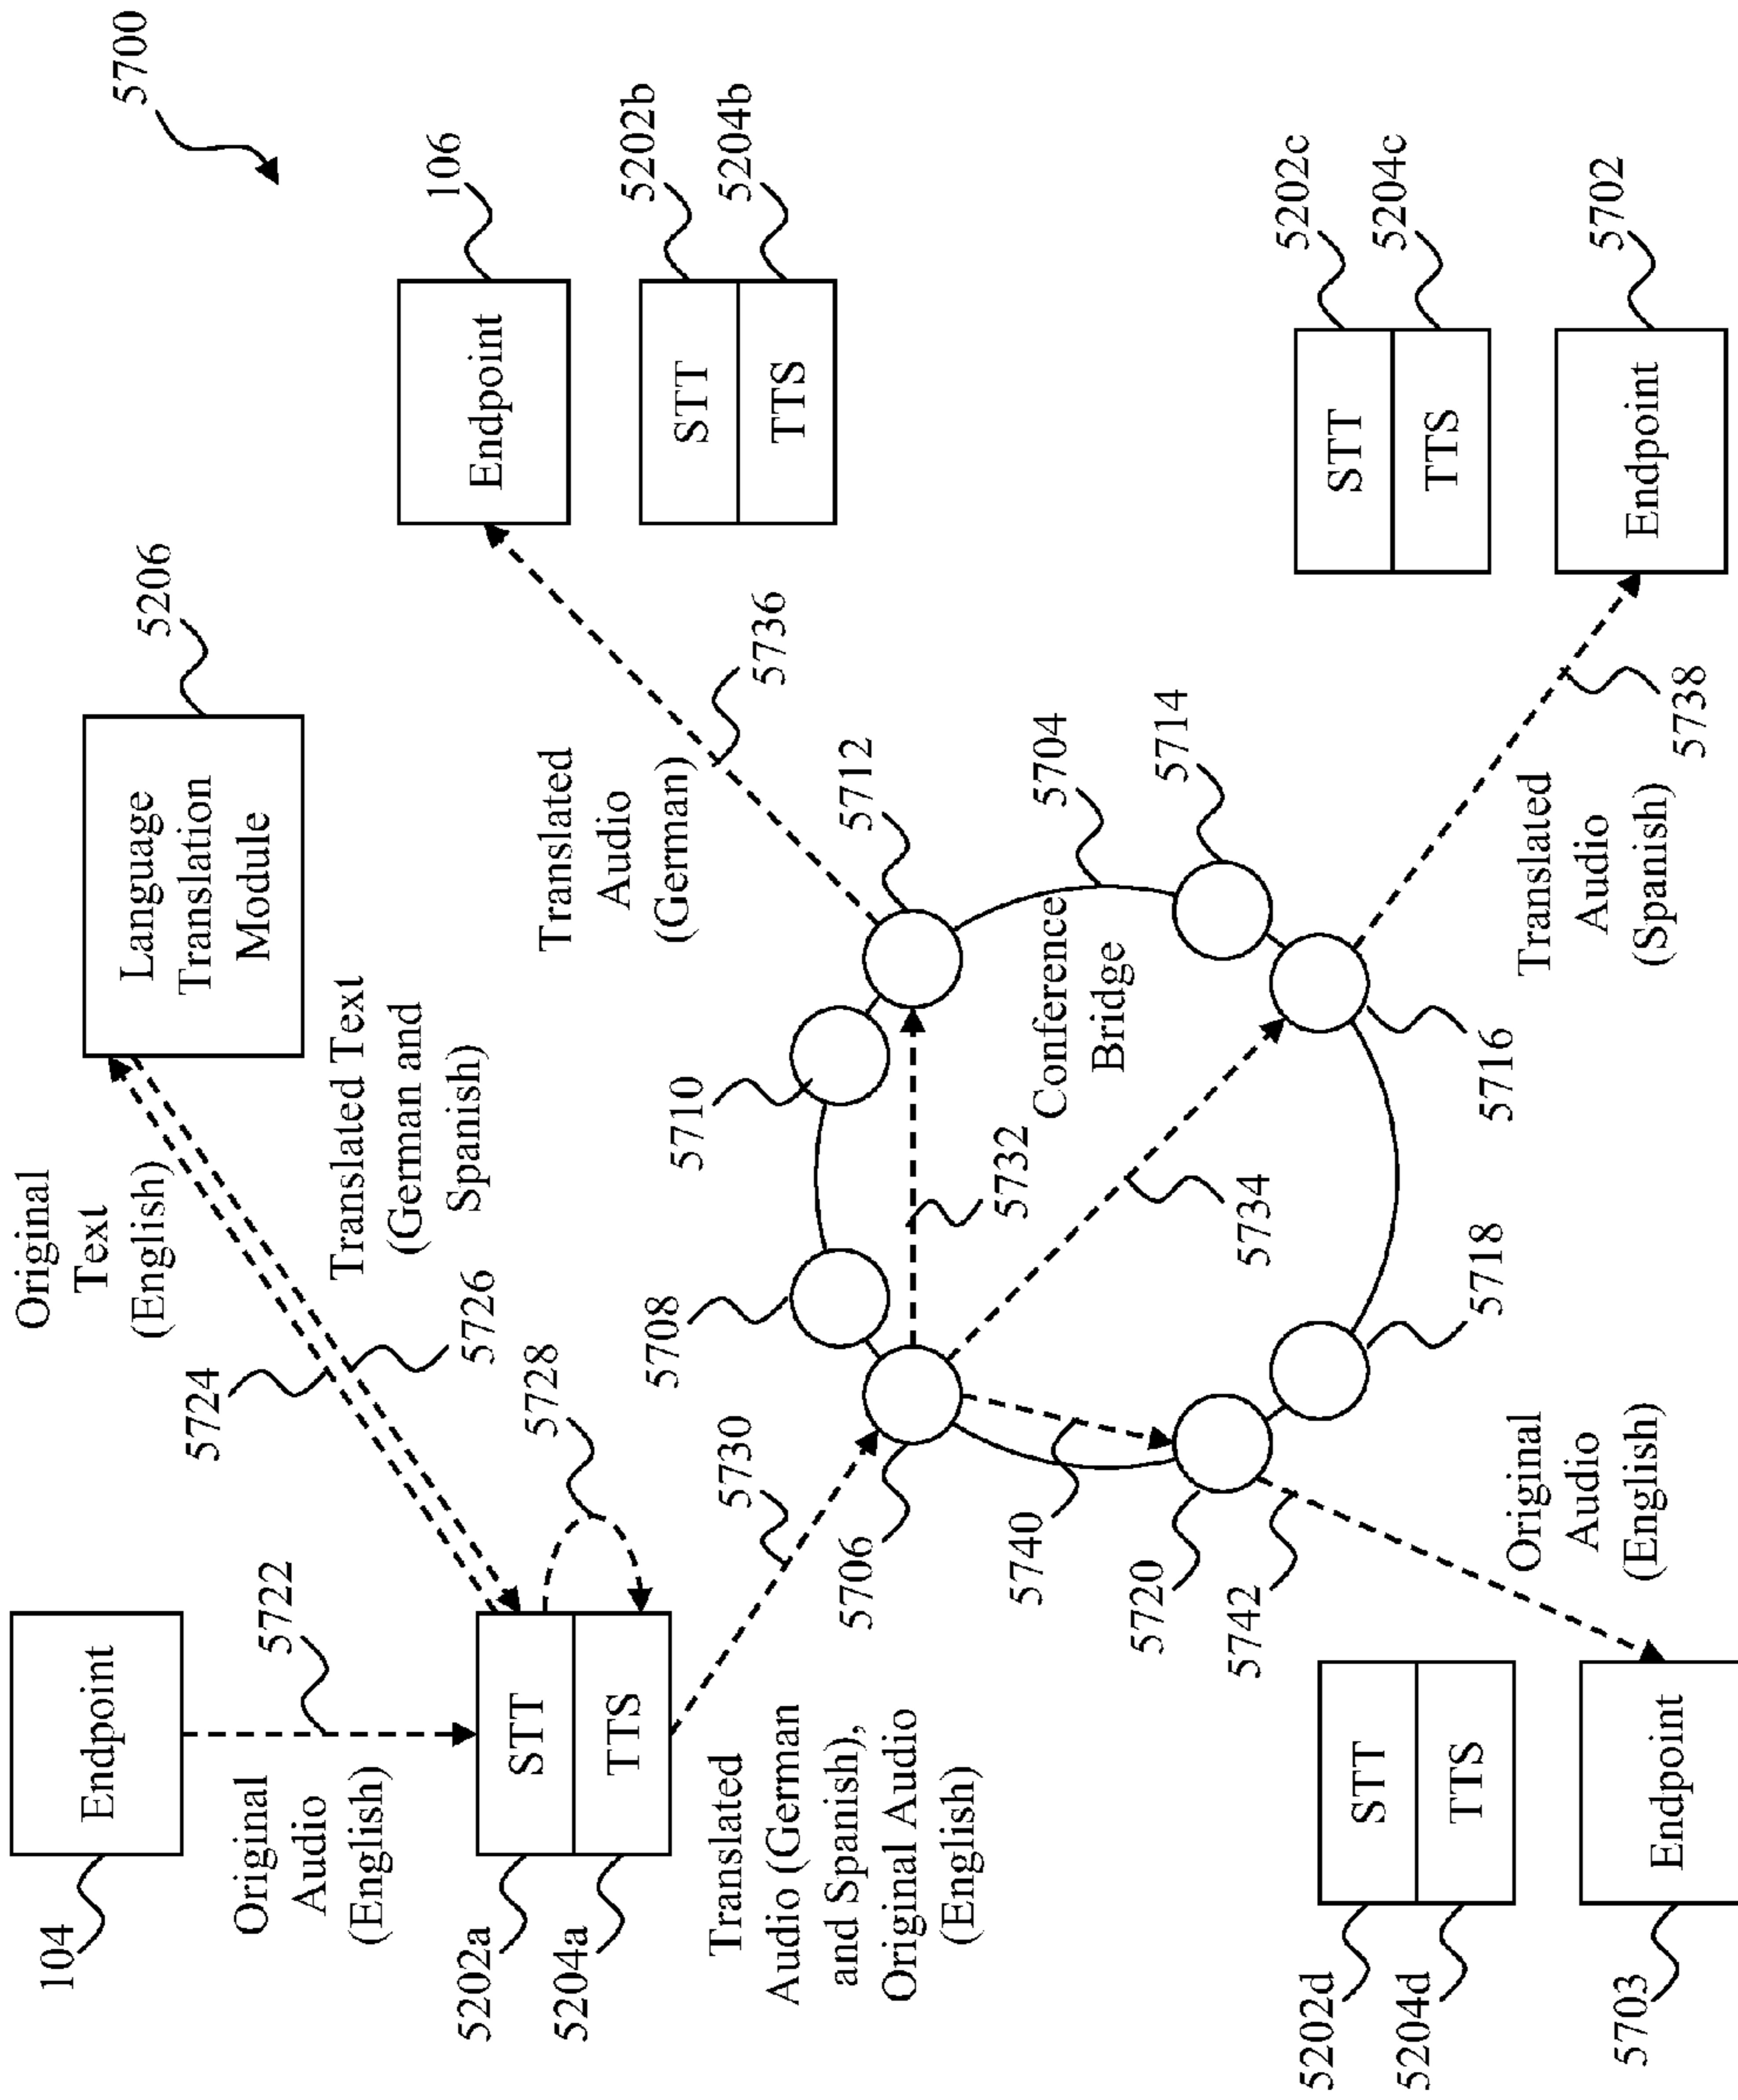 5700
104
Endpoint
Original
Audio
(English)
5722
5202a
5204a
STT
TTS
Original
Text
(English)
5724
5726
Translated Text
(German and
Spanish)
5728
Language
Translation
Module
5206
Endpoint
106
STT
TTS
5202b
5204b
Translated
Audio (German
and Spanish),
Original Audio
(English)
5730
5706
5708
5710
5712
Translated
Audio
(German)
5736
5732
5734
Conference
Bridge
5704
5714
5716
5718
5720
5740
5742
Original
Audio
(English)
Translated
Audio
(Spanish)
5738
STT
TTS
5202c
5204c
Endpoint
5702
5202d
5204d
STT
TTS
5703
Endpoint